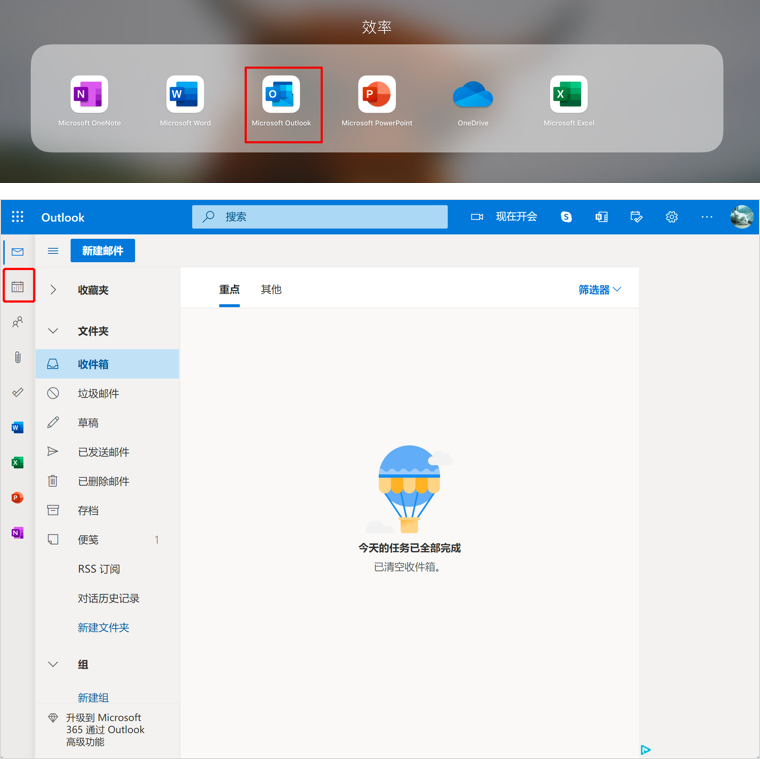 效率
Microsoft OneNote
Microsoft Word
Microsoft Outlook
Microsoft PowerPoint
OneDrive
Microsoft Excel
Outlook
搜索
现在开会
新建邮件
收藏夹
重点
其他
筛选器
文件夹
收件箱
垃圾邮件
草稿
已发送邮件
已删除邮件
存档
便笺 1
RSS 订阅
对话历史记录
新建文件夹
组
新建组
升级到 Microsoft
365 通过 Outlook
高级功能
今天的任务已全部完成
已清空收件箱。